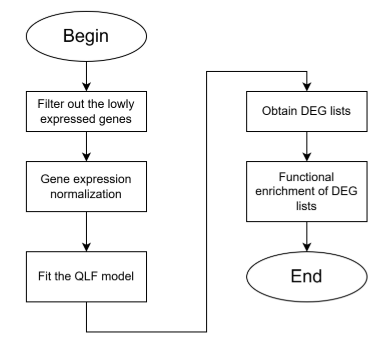 Begin
Filter out the lowly
expressed genes
Gene expression
normalization
Fit the QLF model
Obtain DEG lists
Functional
enrichment of DEG
lists
End